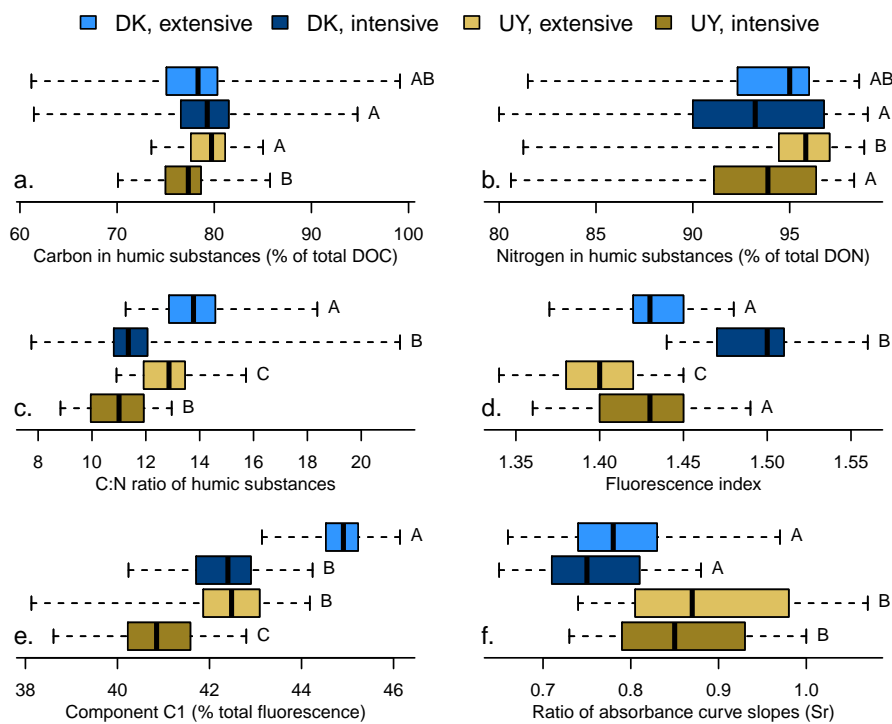 DK, extensive DK, intensive UY, extensive UY, intensive
AB
A
A
B
a.
60 70 80 90 100
Carbon in humic substances (% of total DOC)
AB
A
B
A
b.
80 85 90 95
Nitrogen in humic substances (% of total DON)
A
B
C
B
c.
8 10 12 14 16 18 20
C:N ratio of humic substances
A
B
C
A
d.
1.35 1.40 1.45 1.50 1.55
Fluorescence index
A
B
B
C
e.
38 40 42 44 46
Component C1 (% total fluorescence)
A
A
B
B
f.
0.7 0.8 0.9 1.0
Ratio of absorbance curve slopes (Sr)